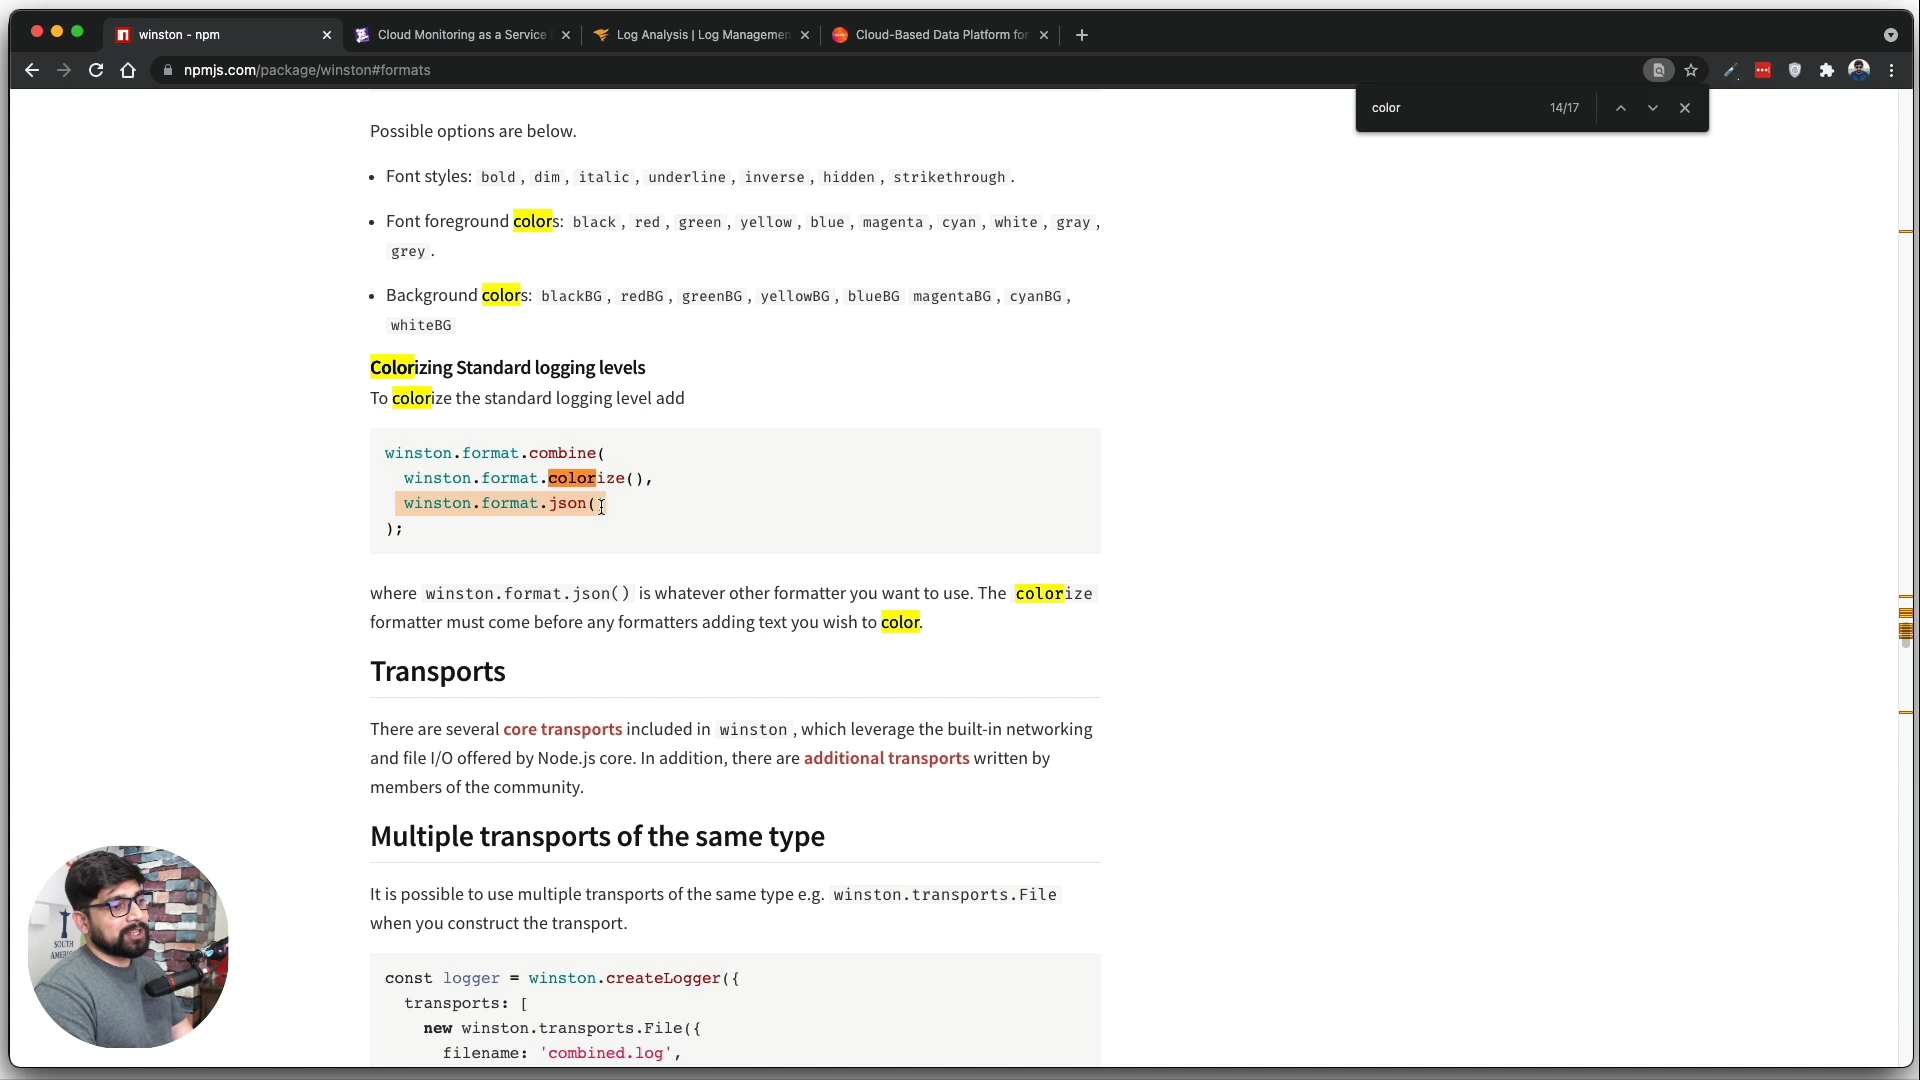 winston - npm
Cloud Monitoring as a Service
Log Analysis | Log Managemen
Cloud-Based Data Platform for
npmjs.com/package/winston#formats
color
14/17
Possible options are below.
• Font styles: bold, dim, italic, underline, inverse, hidden, strikethrough.
• Font foreground colors: black, red, green, yellow, blue, magenta, cyan, white, gray,
grey.
• Background colors: blackBG, redBG, greenBG, yellowBG, blueBG magentaBG, cyanBG,
whiteBG
Colorizing Standard logging levels
To colorize the standard logging level add
winston.format.combine(
winston.format.colorize(),
winston.format.json(
);
where winston.format.json() is whatever other formatter you want to use. The colorize
formatter must come before any formatters adding text you wish to color.
Transports
There are several core transports included in winston, which leverage the built-in networking
and file I/O offered by Node.js core. In addition, there are additional transports written by
members of the community.
Multiple transports of the same type
It is possible to use multiple transports of the same type e.g. winston.transports.File
when you construct the transport.
const logger = winston.createLogger({
transports: [
new winston.transports.File({
filename: 'combined.log',
SOUTH